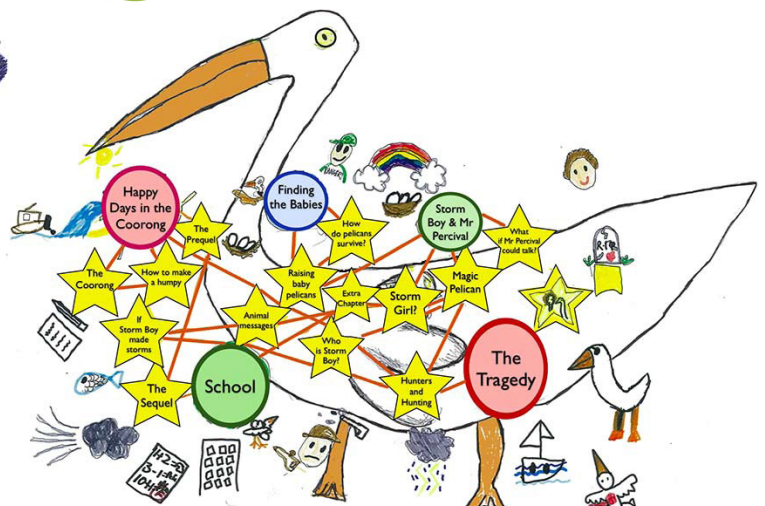 RANGER
Happy
Days in the
Coorong
Finding
the Babies
Storm
Boy & Mr
Percival
The
Prequel
How
do pelicans
survive?
What
if Mr Percival
could talk?
The
Coorong
How to make
a humpy
Raising
baby
pelicans
Extra
Chapter
Storm
Girl?
Magic
Pelican
R.I.P
If
Storm Boy
made
storms
Animal
messages
Who
is Storm
Boy?
The
Sequel
School
Hunters
and
Hunting
The
Tragedy